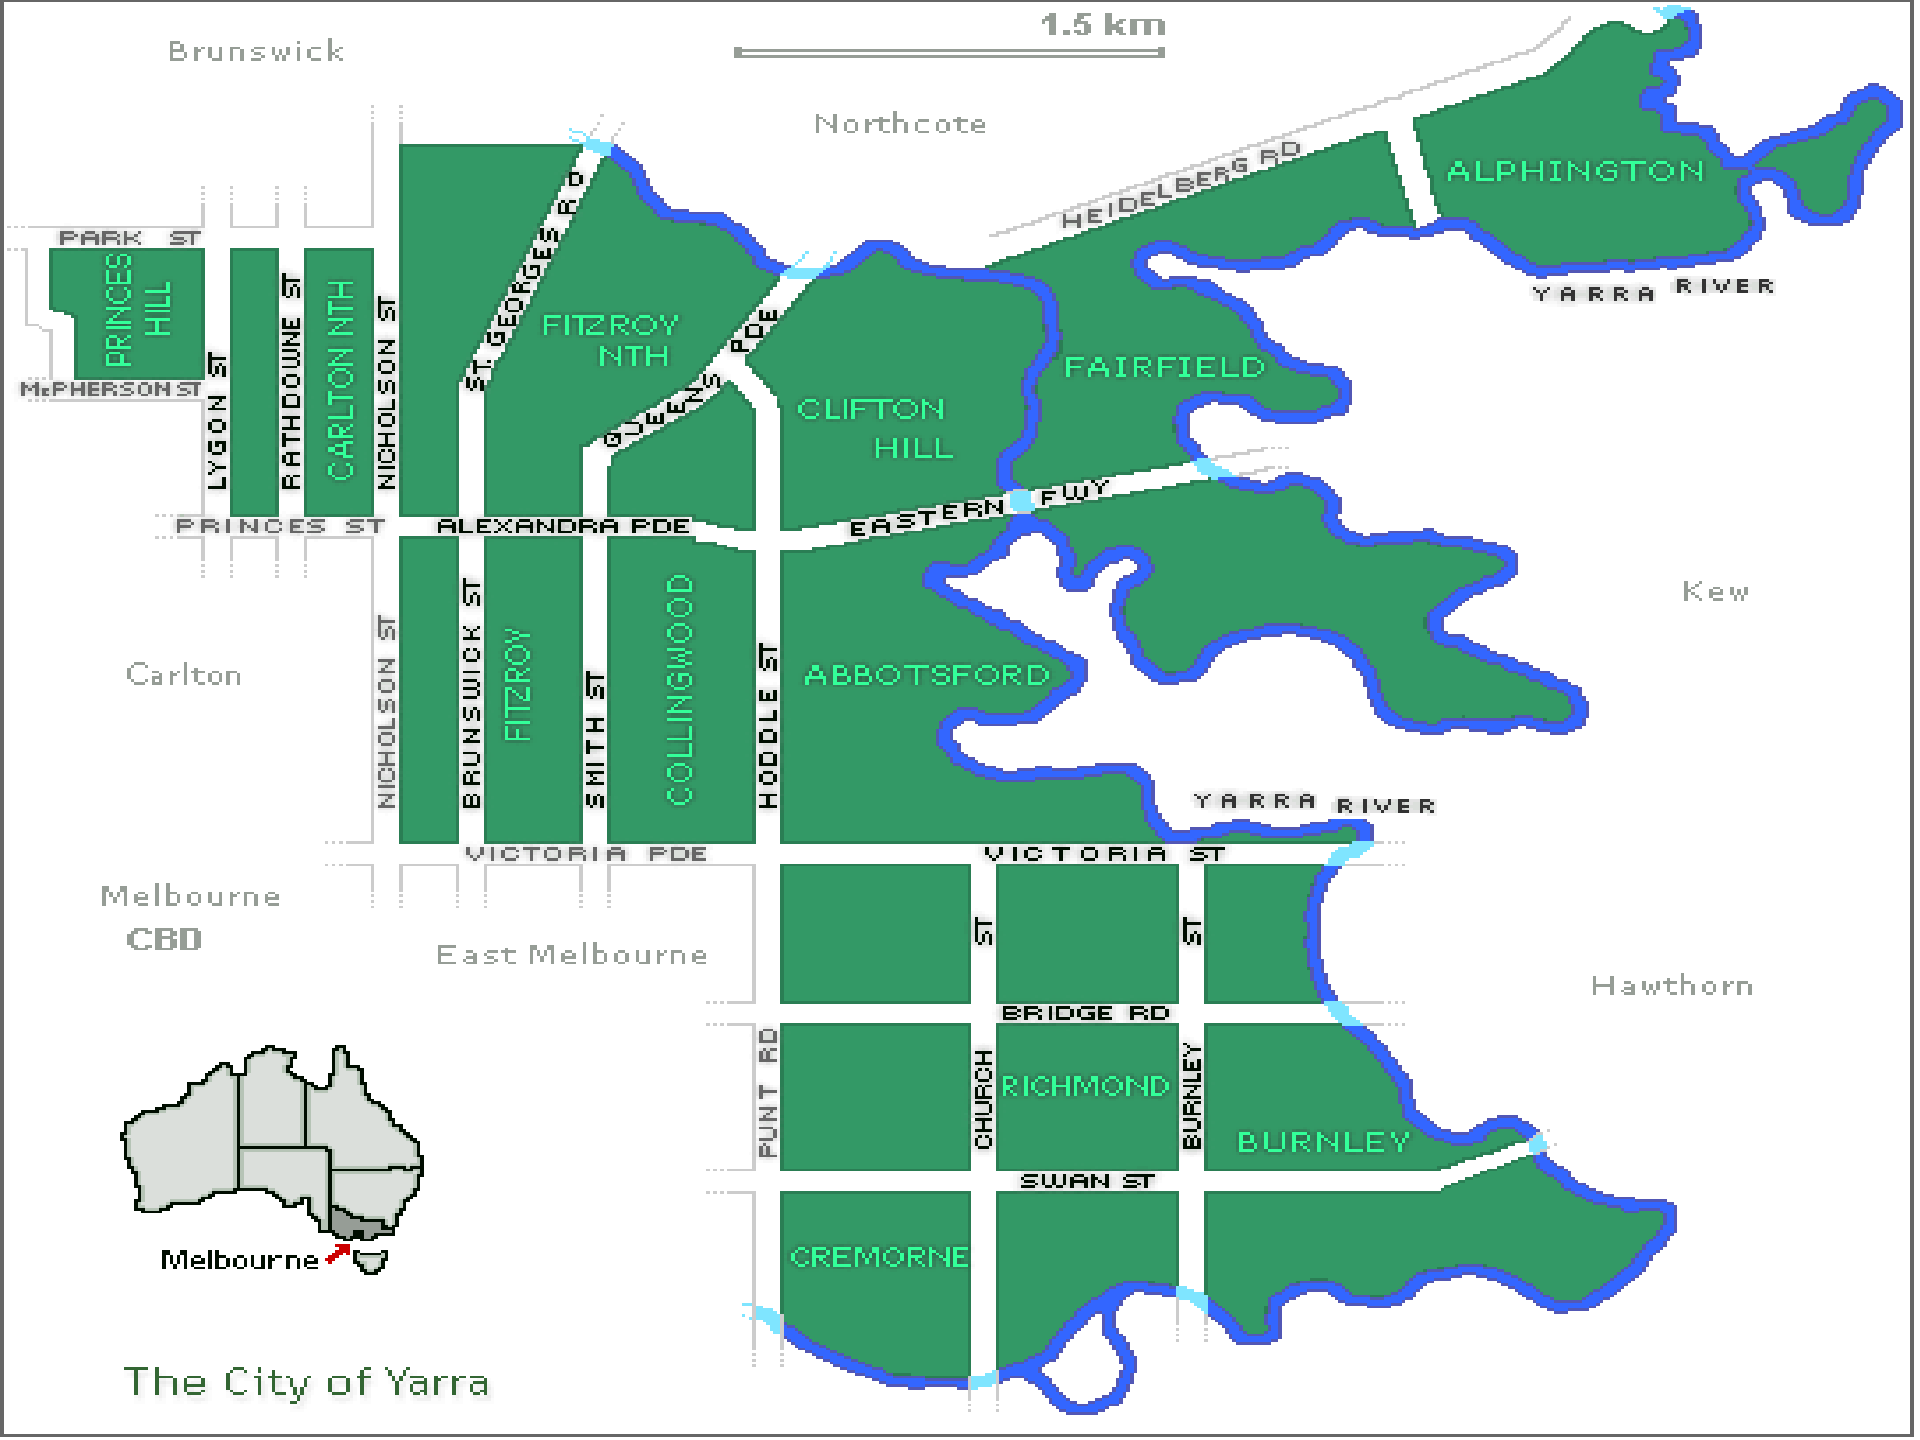 1.5 km
Brunswick
Northcote
HEIDELBERG RD
ALPHINGTON
PARK ST
PRINCES
HILL
McPHERSON ST
LYGON ST
RATHDOWNE ST
CARLTON NTH
NICHOLSON ST
ST. GEORGES RD
FITZROY
NTH
QUEENS PDE
CLIFTON
HILL
FAIRFIELD
YARRA RIVER
PRINCES ST
ALEXANDRA PDE
EASTERN FWY
Kew
Carlton
NICHOLSON ST
BRUNSWICK ST
FITZROY
SMITH ST
COLLINGWOOD
HODDLE ST
ABBOTSFORD
YARRA RIVER
VICTORIA PDE
VICTORIA ST
Melbourne
CBD
East Melbourne
Hawthorn
PUNT RD
CHURCH ST
BURNLEY ST
BRIDGE RD
RICHMOND
BURNLEY
SWAN ST
CREMORNE
Melbourne
The City of Yarra